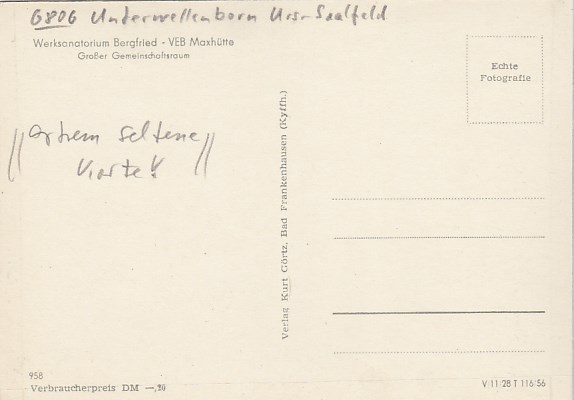 6806 Unterwellenborn Krs. Saalfeld
Werksanatorium Bergfried - VEB Maxhütte
Großer Gemeinschaftsraum
Echte
Fotografie
extrem seltene
Karte!
Verlag Kurt Görtz, Bad Frankenhausen (Kyffh.)
958
Verbraucherpreis DM —,20
V 11 28 T 116 56